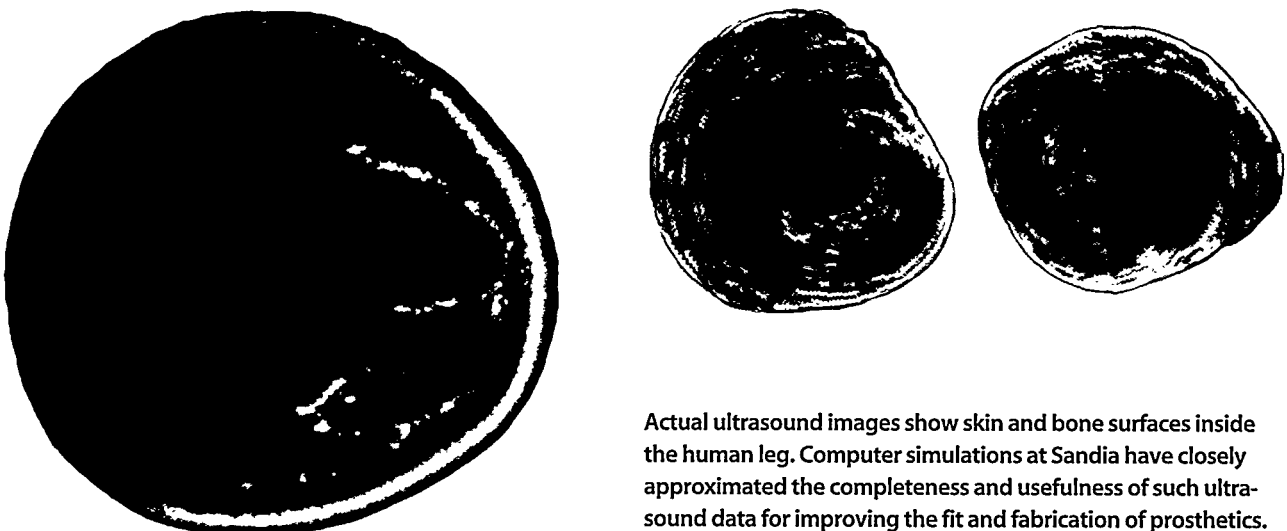 Actual ultrasound images show skin and bone surfaces inside
the human leg. Computer simulations at Sandia have closely
approximated the completeness and usefulness of such ultra-
sound data for improving the fit and fabrication of prosthetics.